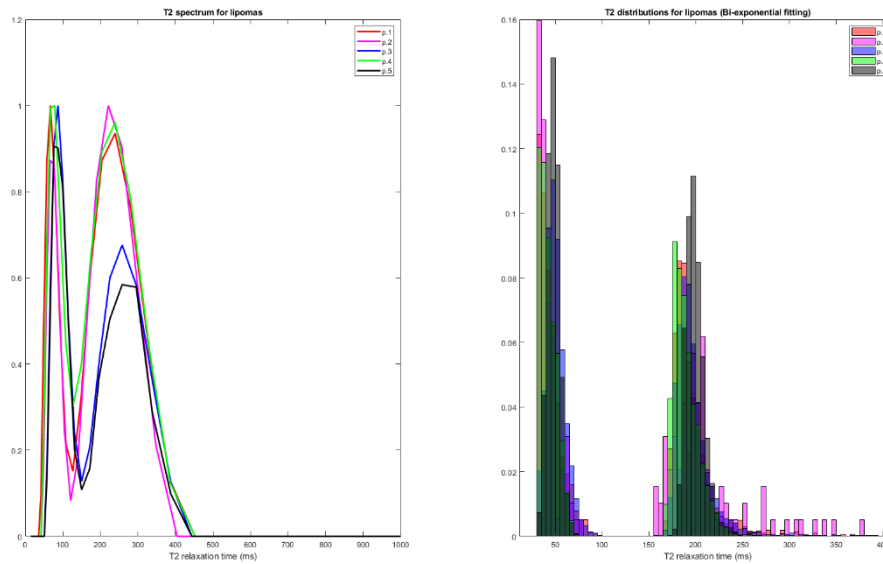 T2 spectrum for lipomas
1.2
1
0.8
0.6
0.4
0.2
0
0 100 200 300 400 500 600 700 800 900 1000
T2 relaxation time (ms)
p.1
p.2
p.3
p.4
p.5
T2 distributions for lipomas (Bi-exponential fitting)
0.16
0.14
0.12
0.1
0.08
0.06
0.04
0.02
0
50 100 150 200 250 300 350
T2 relaxation time (ms)
p.
p.
p.
p.
p.